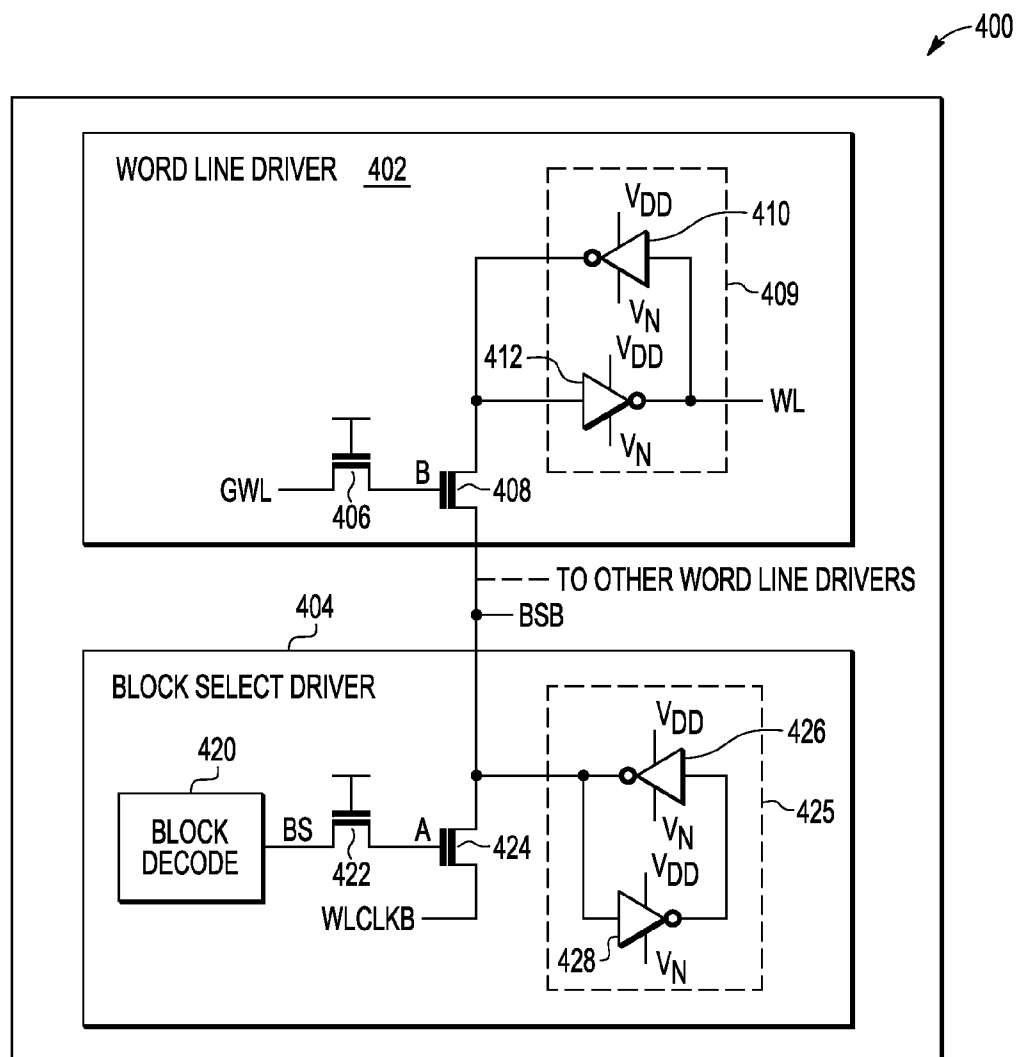 400
WORD LINE DRIVER 402
VDD
410
409
VN
412
VDD
WL
VN
B
GWL
408
406
TO OTHER WORD LINE DRIVERS
BSB
404
BLOCK SELECT DRIVER
VDD
426
420
425
BLOCK DECODE
BS
A
VN
424
422
VDD
WLCLKB
428
VN